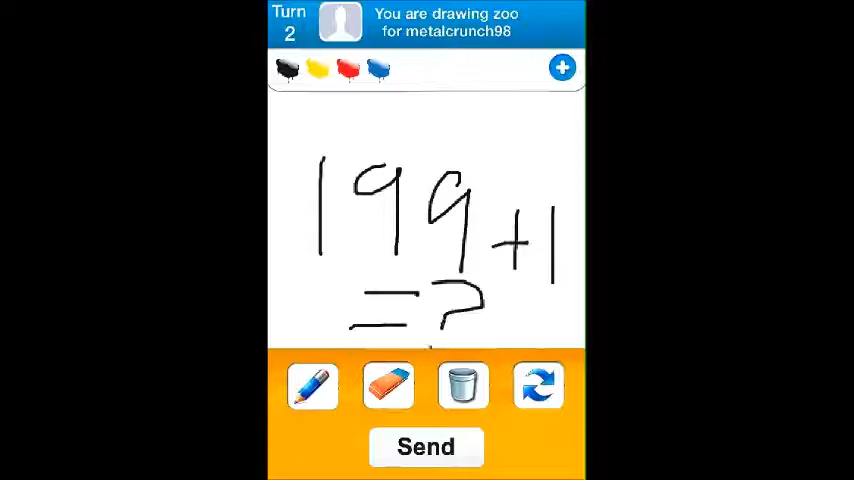 Turn
2
You are drawing zoo
for metalcrunch98
199+1
=?
Send